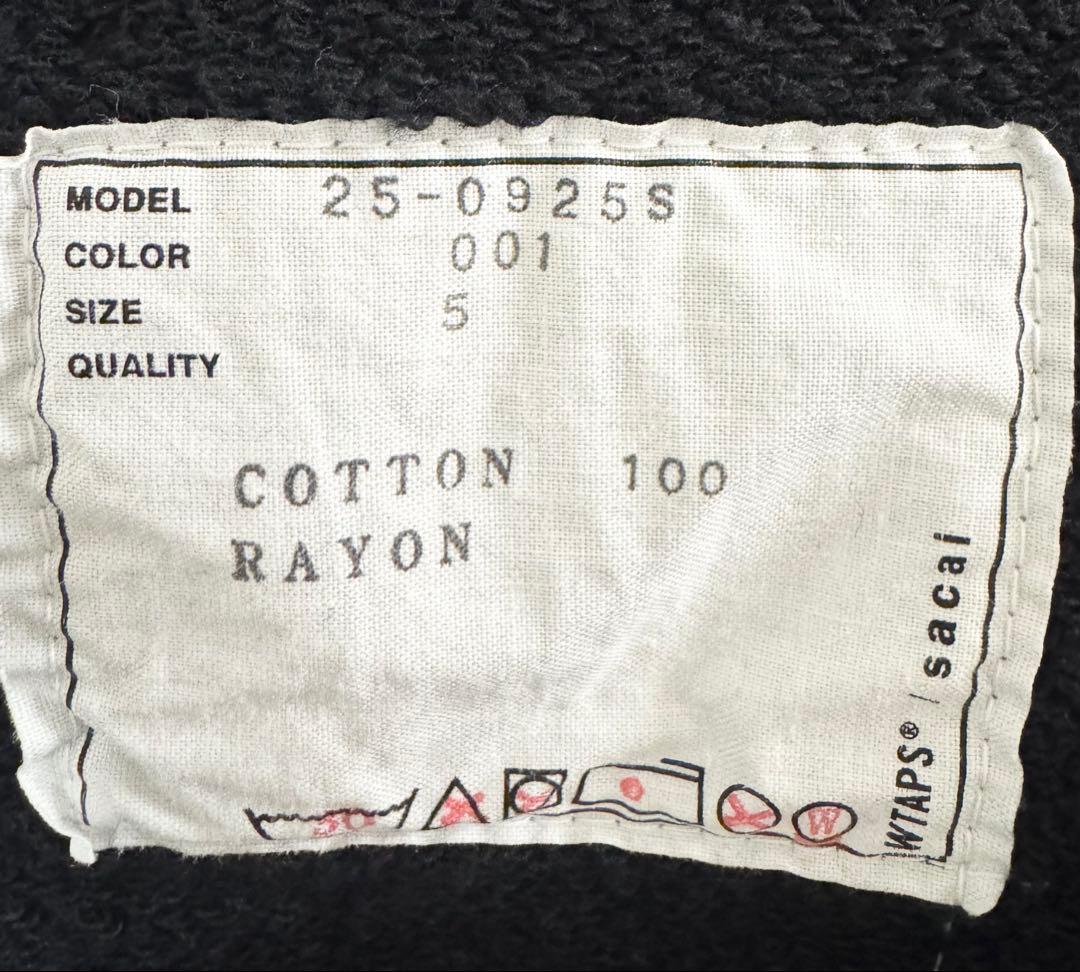 MODEL 25-0925S
COLOR 001
SIZE 5
QUALITY
COTTON 100
RAYON
WTAPS® | sacai
W